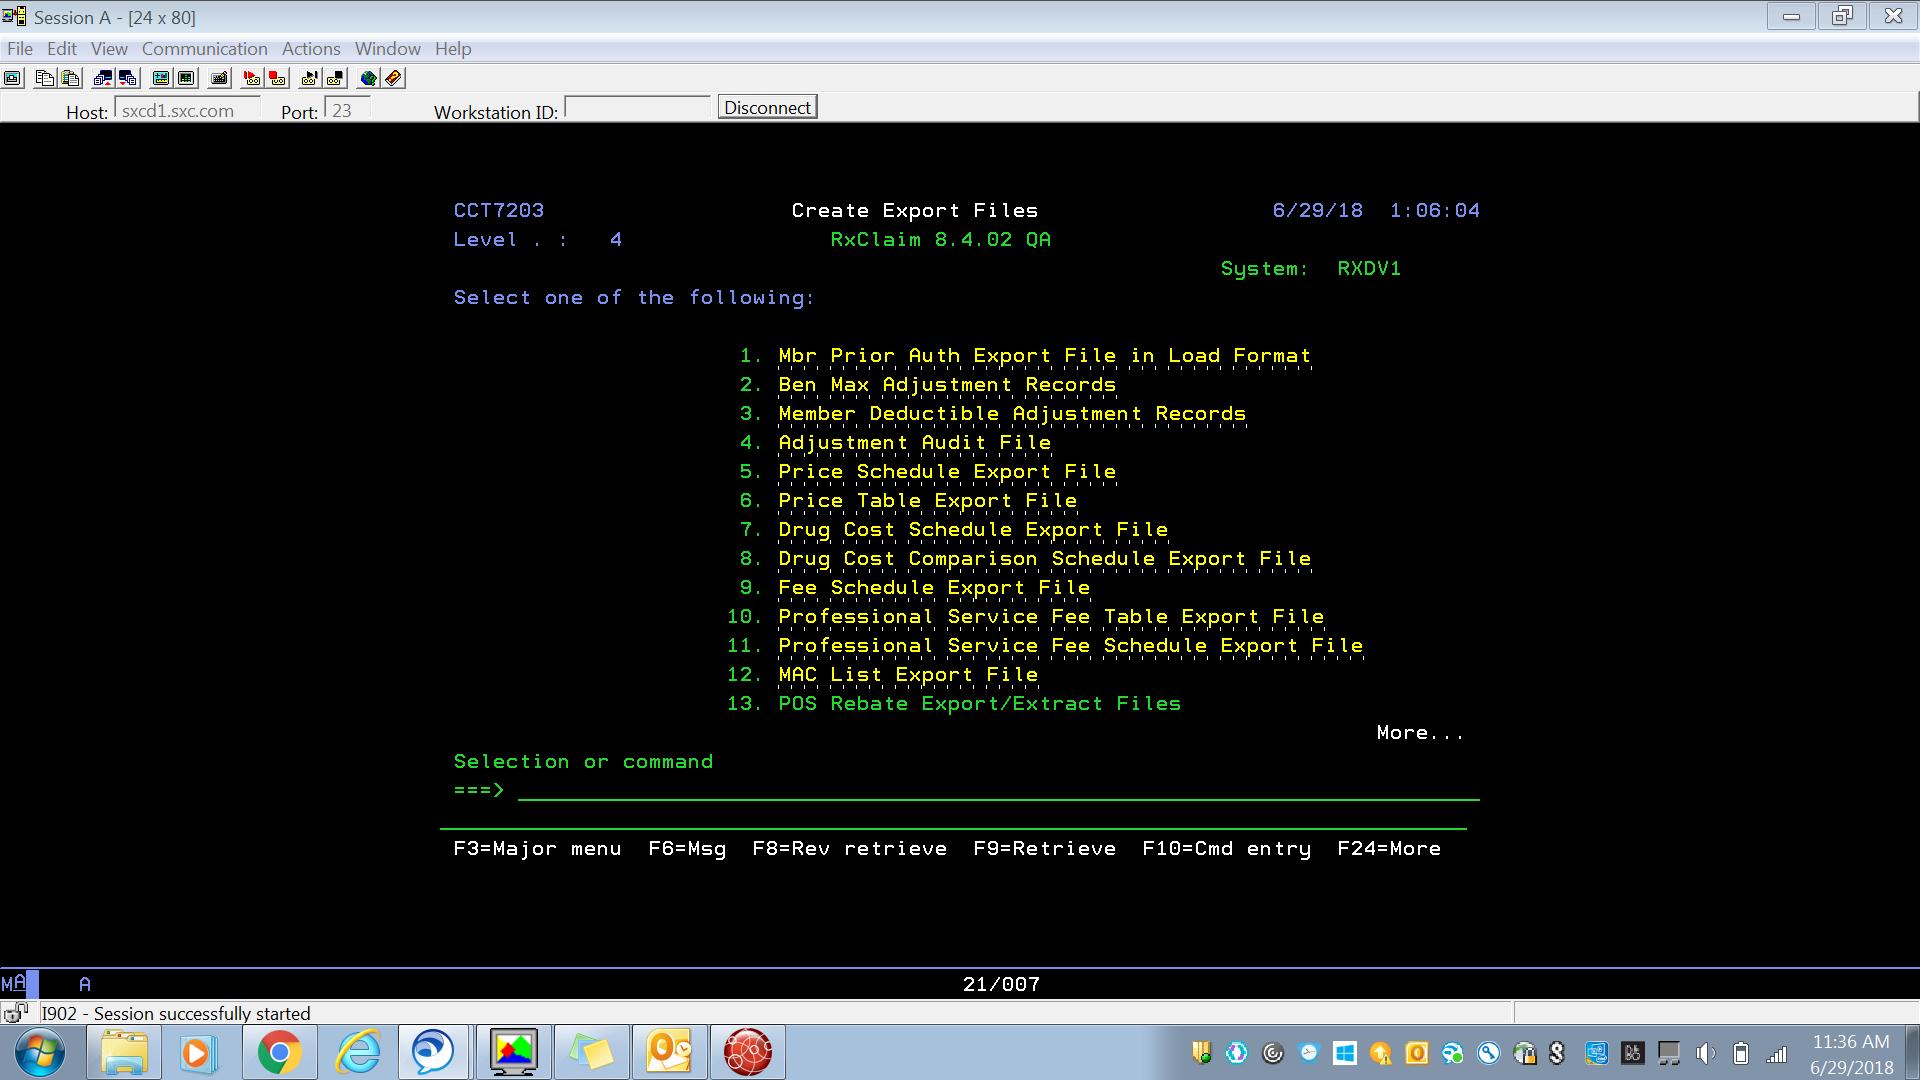 Session A - [24 x 80]
File Edit View Communication Actions Window Help
Host: sxcd1.sxc.com Port: 23 Workstation ID: Disconnect
CCT7203 Create Export Files 6/29/18 1:06:04
Level . : 4 RxClaim 8.4.02 QA
System: RXDV1
Select one of the following:
1. Mbr Prior Auth Export File in Load Format
2. Ben Max Adjustment Records
3. Member Deductible Adjustment Records
4. Adjustment Audit File
5. Price Schedule Export File
6. Price Table Export File
7. Drug Cost Schedule Export File
8. Drug Cost Comparison Schedule Export File
9. Fee Schedule Export File
10. Professional Service Fee Table Export File
11. Professional Service Fee Schedule Export File
12. MAC List Export File
13. POS Rebate Export/Extract Files
More...
Selection or command
===>
F3=Major menu F6=Msg F8=Rev retrieve F9=Retrieve F10=Cmd entry F24=More
MA A 21/007
I902 - Session successfully started
11:36 AM
6/29/2018